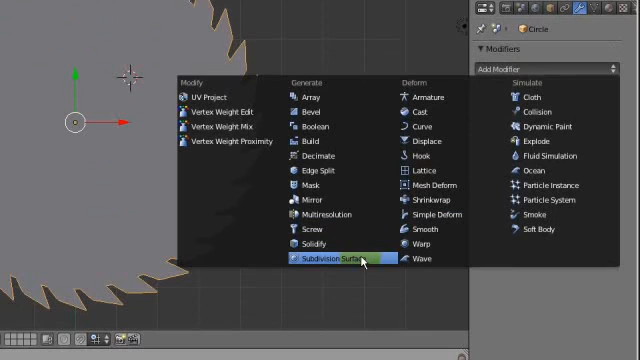 Circle
Modifiers
Add Modifier
Modify
UV Project
Vertex Weight Edit
Vertex Weight Mix
Vertex Weight Proximity
Generate
Array
Bevel
Boolean
Build
Decimate
Edge Split
Mask
Mirror
Multiresolution
Screw
Solidify
Subdivision Surface
Deform
Armature
Cast
Curve
Displace
Hook
Lattice
Mesh Deform
Shrinkwrap
Simple Deform
Smooth
Warp
Wave
Simulate
Cloth
Collision
Dynamic Paint
Explode
Fluid Simulation
Ocean
Particle Instance
Particle System
Smoke
Soft Body